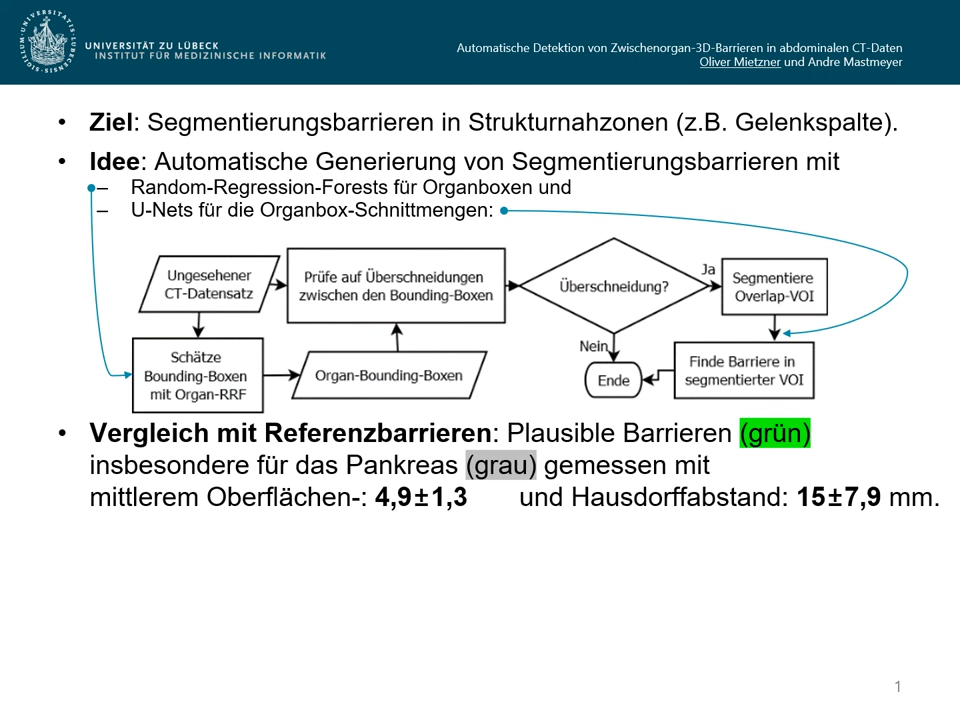 UNIVERSITÄT ZU LÜBECK
INSTITUT FÜR MEDIZINISCHE INFORMATIK
Automatische Detektion von Zwischenorgan-3D-Barrieren in abdominalen CT-Daten
Oliver Mietzner und Andre Mastmeyer
• Ziel: Segmentierungsbarrieren in Strukturnahzonen (z.B. Gelenkspalte).
• Idee: Automatische Generierung von Segmentierungsbarrieren mit
– Random-Regression-Forests für Organboxen und
– U-Nets für die Organbox-Schnittmengen:
Ungesehener
CT-Datensatz
Prüfe auf Überschneidungen
zwischen den Bounding-Boxen
Überschneidung?
Ja
Segmentiere
Overlap-VOI
Nein
Schätze
Bounding-Boxen
mit Organ-RRF
Organ-Bounding-Boxen
Ende
Finde Barriere in
segmentierter VOI
• Vergleich mit Referenzbarrieren: Plausible Barrieren (grün)
insbesondere für das Pankreas (grau) gemessen mit
mittlerem Oberflächen-: 4,9±1,3 und Hausdorffabstand: 15±7,9 mm.
1